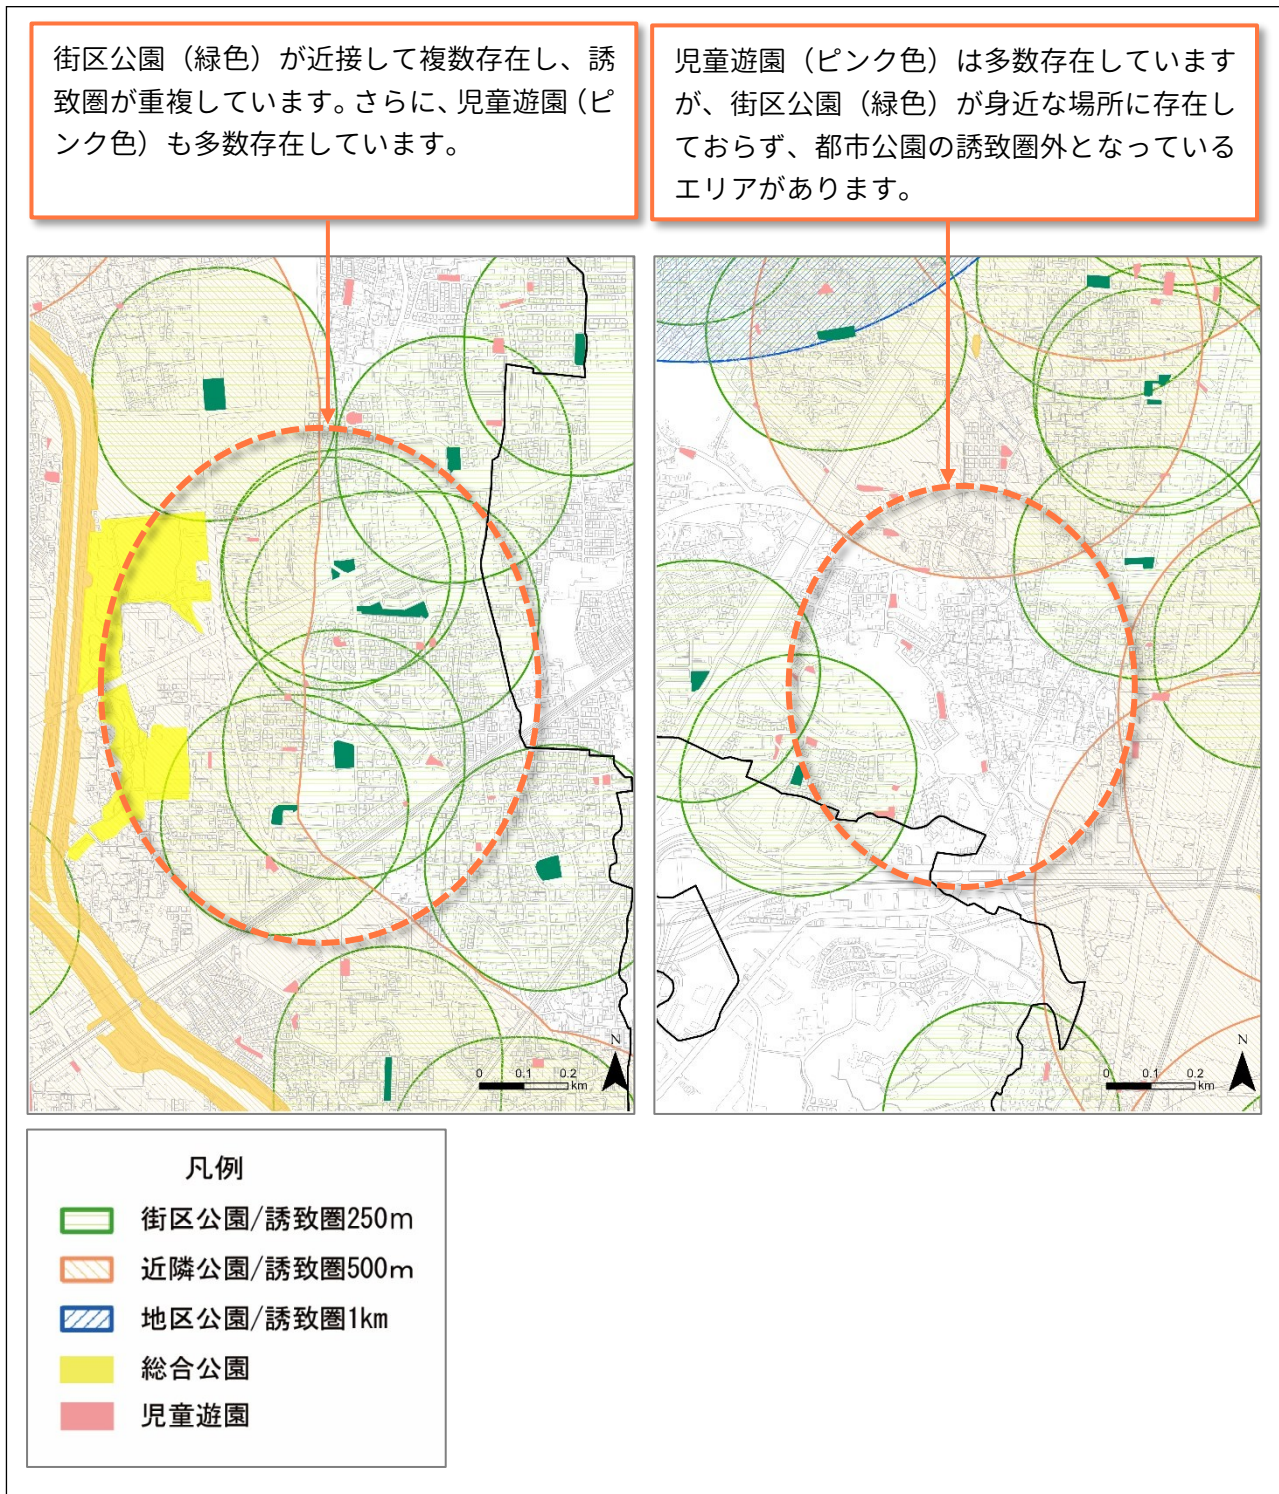 街区公園（緑色）が近接して複数存在し、誘
致圏が重複しています。さらに、児童遊園（ピ
ンク色）も多数存在しています。
児童遊園（ピンク色）は多数存在しています
が、街区公園（緑色）が身近な場所に存在し
ておらず、都市公園の誘致圏外となっている
エリアがあります。
N
0 0.1 0.2
km
N
0 0.1 0.2
km
凡例
街区公園/誘致圏250m
近隣公園/誘致圏500m
地区公園/誘致圏1km
総合公園
児童遊園